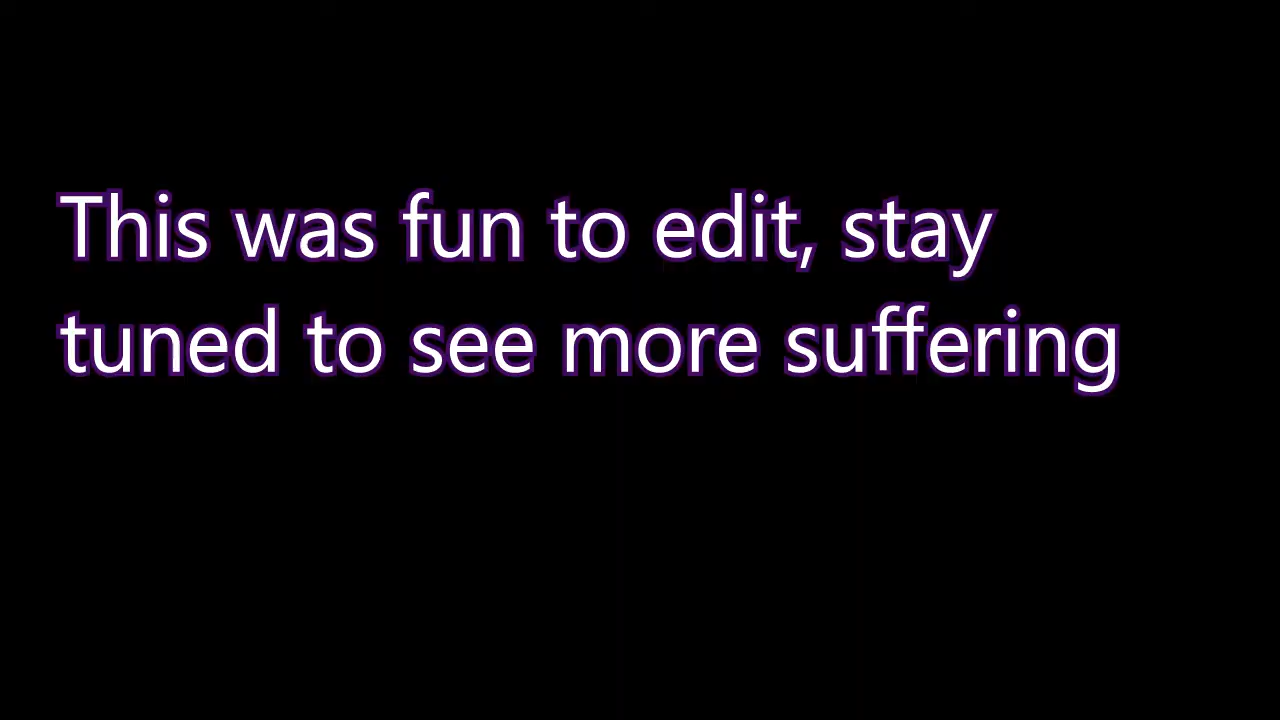 This was fun to edit, stay
tuned to see more suffering